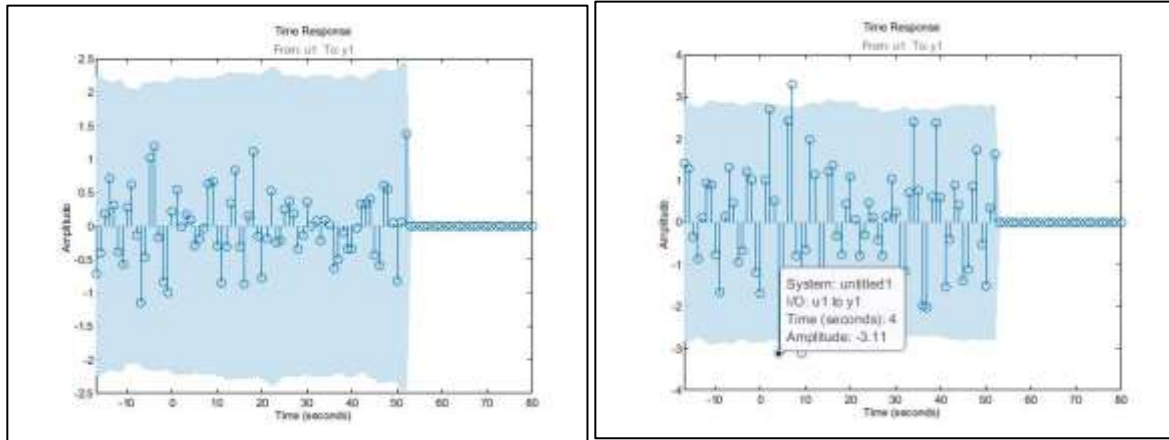 Time Response
From: u1 To: y1
Amplitude
2.5
2
1.5
1
0.5
0
-0.5
-1
-1.5
-2
-2.5
-10 0 10 20 30 40 50 60 70 80
Time (seconds)
Time Response
From: u1 To: y1
Amplitude
4
3
2
1
0
-1
-2
-3
-4
System: untitled1
I/O: u1 to y1
Time (seconds): 4
Amplitude: -3.11
-10 0 10 20 30 40 50 60 70 80
Time (seconds)